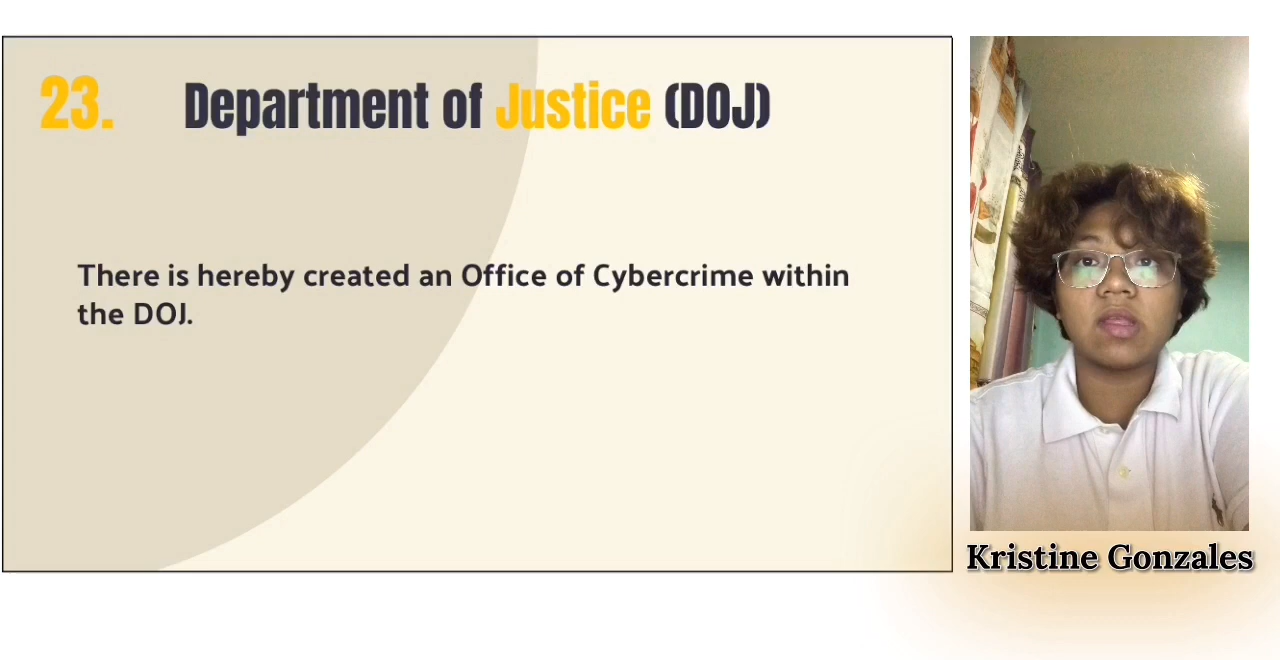 23. Department of Justice (DOJ)
There is hereby created an Office of Cybercrime within
the DOJ.
Kristine Gonzales